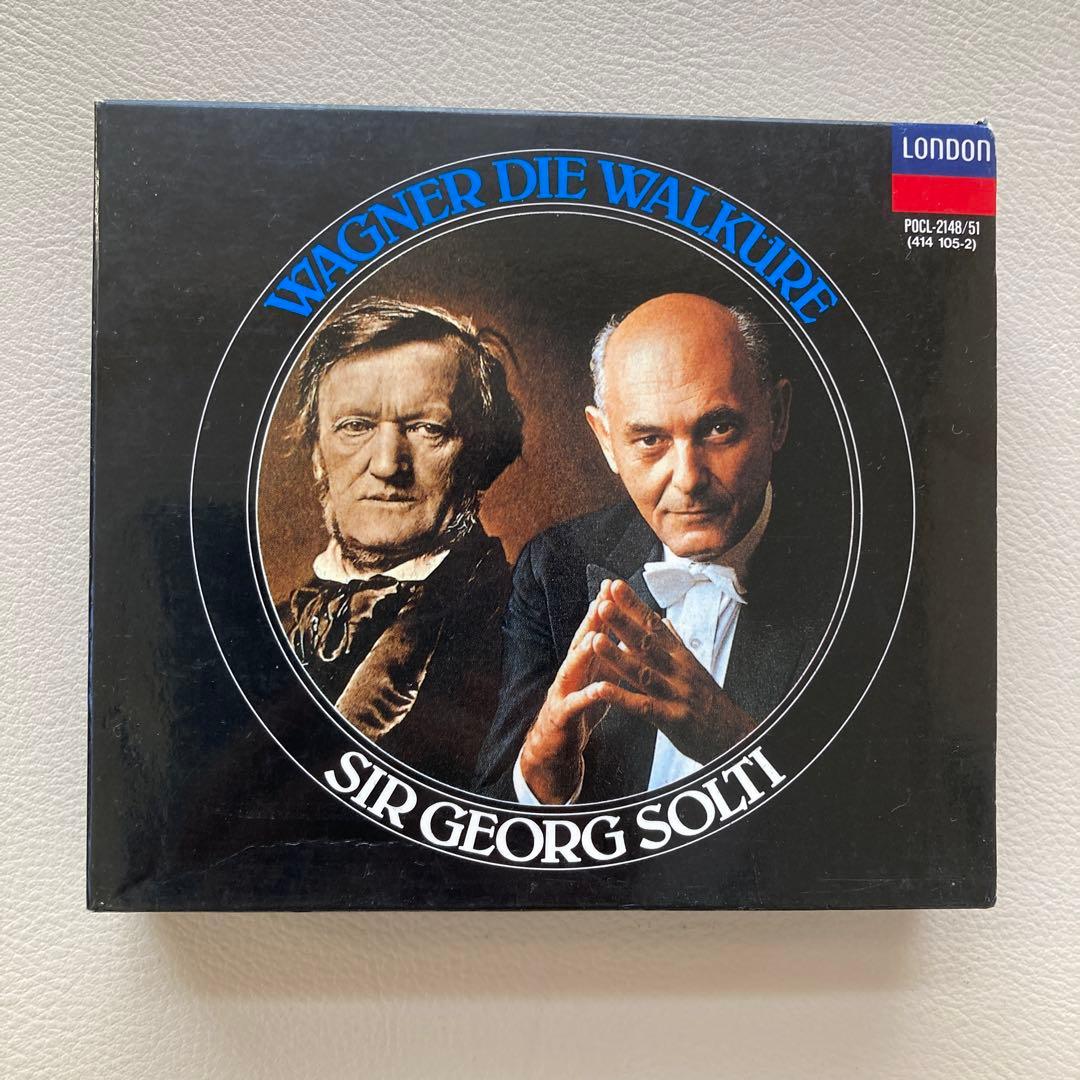 LONDON
POCL-2148/51
(414 105-2)
WAGNER DIE WALKÜRE
SIR GEORG SOLTI